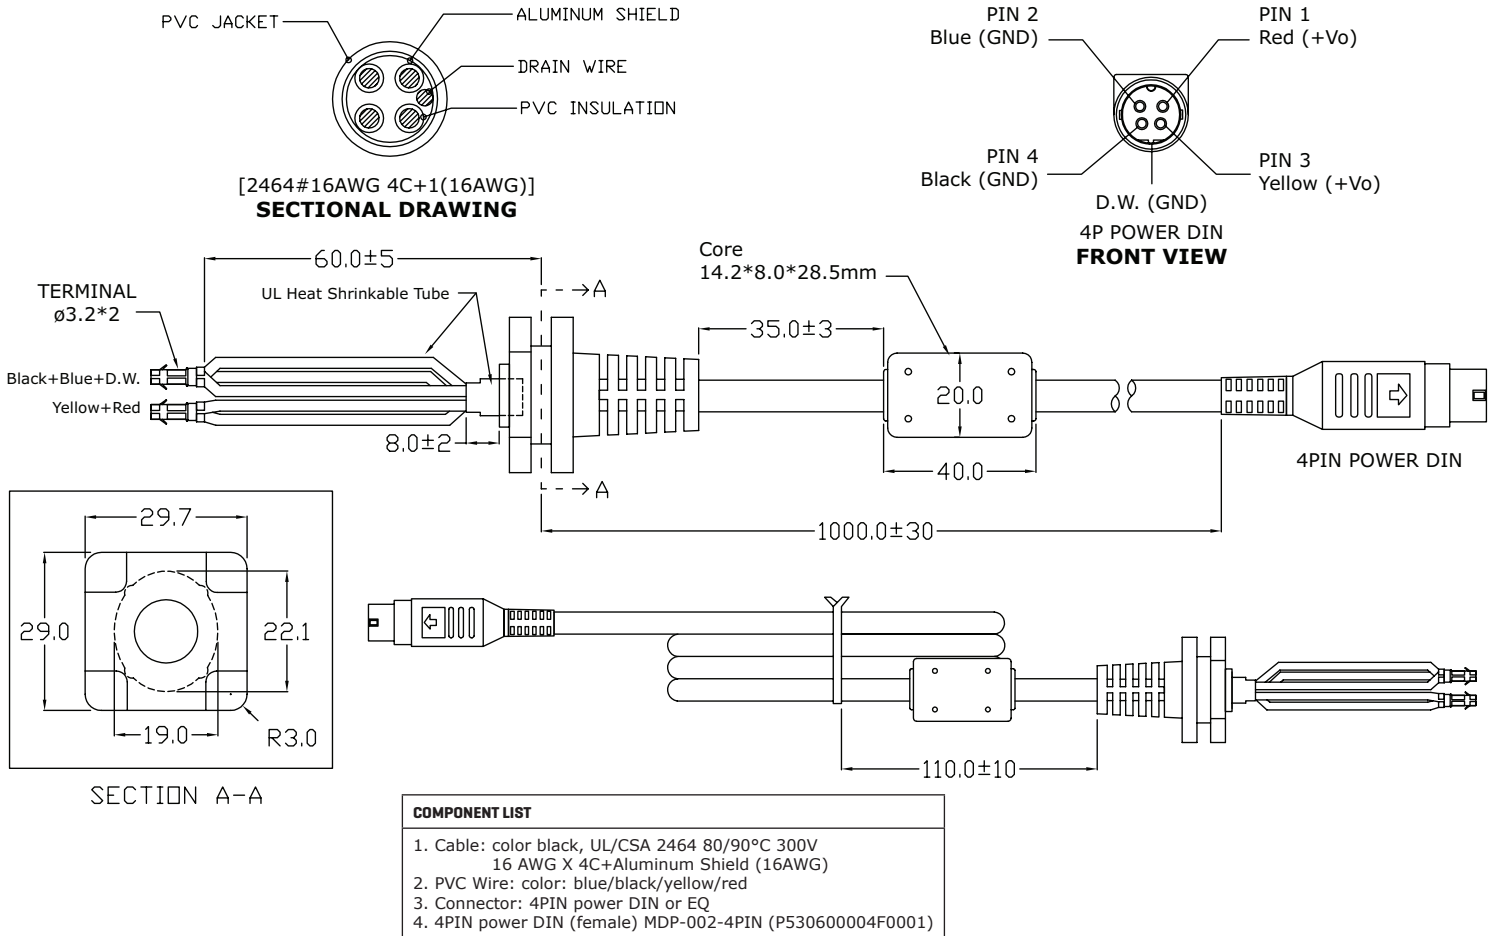 PVC JACKET
ALUMINUM SHIELD
DRAIN WIRE
PVC INSULATION
[2464#16AWG 4C+1(16AWG)]
SECTIONAL DRAWING
PIN 2
Blue (GND)
PIN 1
Red (+Vo)
PIN 4
Black (GND)
PIN 3
Yellow (+Vo)
D.W. (GND)
4P POWER DIN
FRONT VIEW
60.0±5
TERMINAL
ø3.2*2
UL Heat Shrinkable Tube
A
Core
14.2*8.0*28.5mm
35.0±3
Black+Blue+D.W.
Yellow+Red
8.0±2
20.0
40.0
4PIN POWER DIN
A
1000.0±30
29.7
29.0
22.1
19.0
R3.0
SECTION A-A
110.0±10
COMPONENT LIST
1. Cable: color black, UL/CSA 2464 80/90°C 300V
16 AWG X 4C+Aluminum Shield (16AWG)
2. PVC Wire: color: blue/black/yellow/red
3. Connector: 4PIN power DIN or EQ
4. 4PIN power DIN (female) MDP-002-4PIN (P530600004F0001)